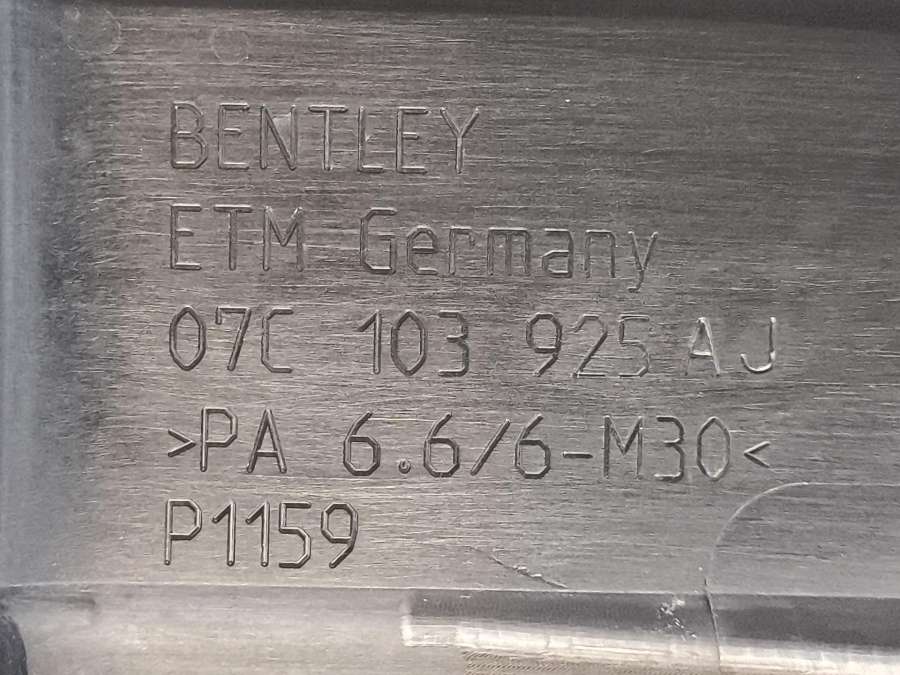 BENTLEY
ETM Germany
07C 103 925 AJ
>PA 6.6/6-M30<
P1159